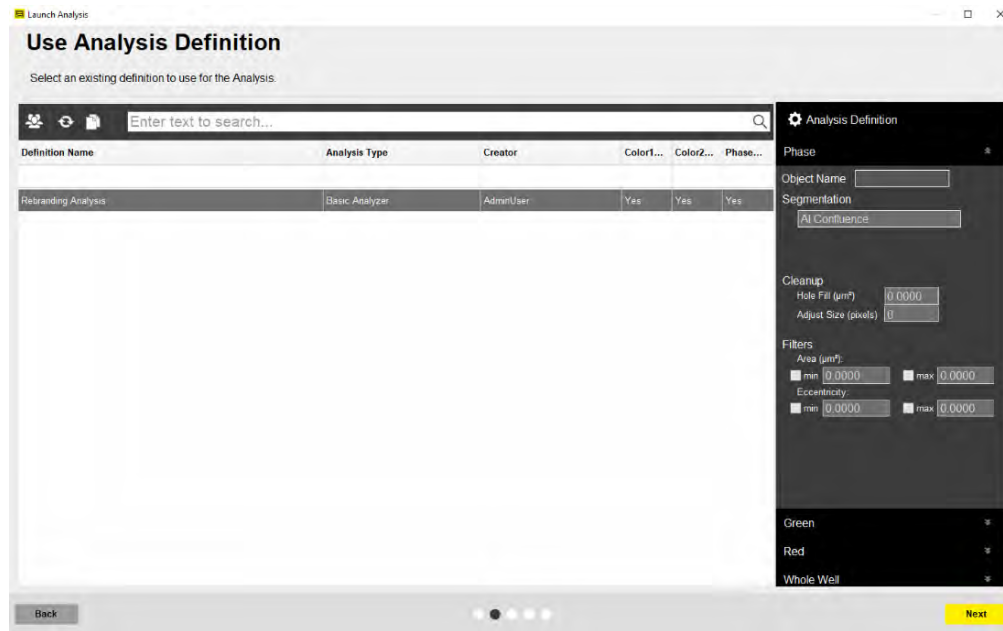 Launch Analysis
Use Analysis Definition
Select an existing definition to use for the Analysis.
Enter text to search...
Definition Name Analysis Type Creator Color1... Color2... Phase...
Rebranding Analysis Basic Analyzer AdminUser Yes Yes Yes
Analysis Definition
Phase
Object Name
Segmentation
AI Confluence
Cleanup
Hole Fill (µm²) 0.0000
Adjust Size (pixels) 0
Filters
Area (µm²):
min 0.0000 max 0.0000
Eccentricity:
min 0.0000 max 0.0000
Green
Red
Whole Well
Back Next